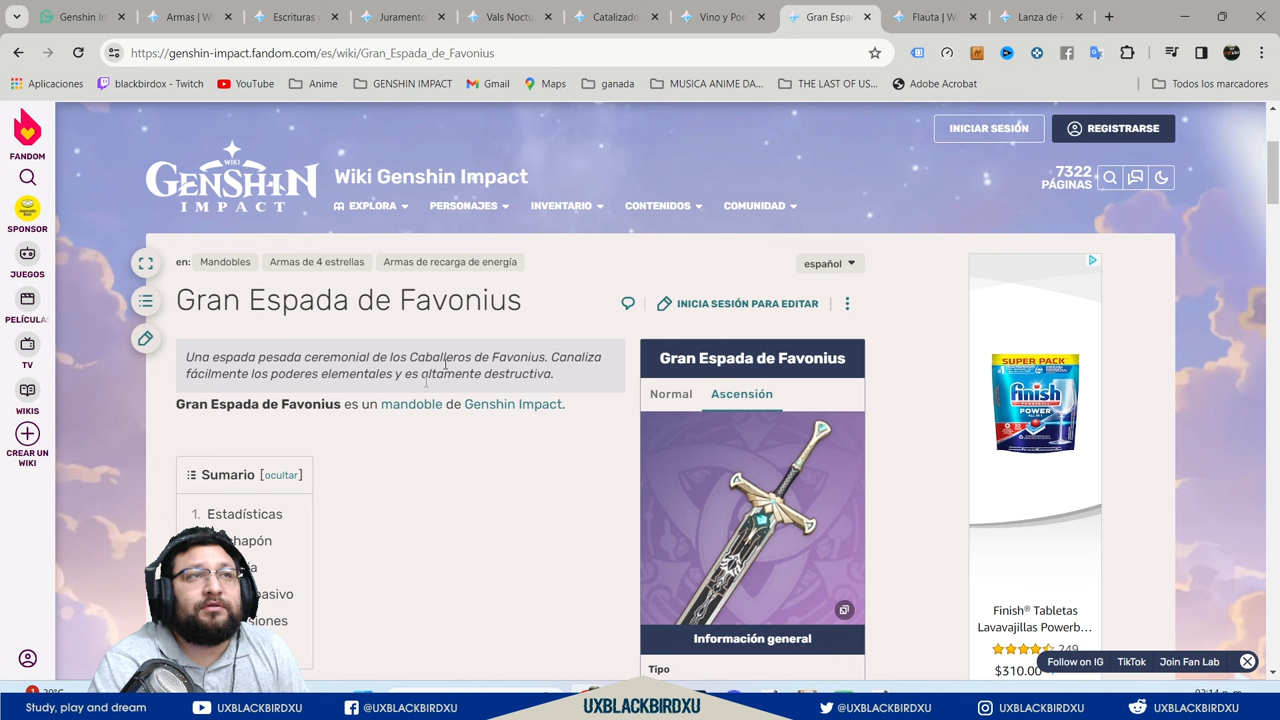 Genshin In
Armas | Wi
Escrituras
Juramento
Vals Noctu
Catalizado
Vino y Poe
Gran Espa
Flauta | W
Lanza de F
https://genshin-impact.fandom.com/es/wiki/Gran_Espada_de_Favonius
Aplicaciones
blackbirdox - Twitch
YouTube
Anime
GENSHIN IMPACT
Gmail
Maps
ganada
MUSICA ANIME DA...
THE LAST OF US...
Adobe Acrobat
Todos los marcadores
FANDOM
SPONSOR
JUEGOS
PELÍCULAS
TV
WIKIS
CREAR UN
WIKI
INICIAR SESIÓN
REGISTRARSE
WIKI
GENSHIN
IMPACT
Wiki Genshin Impact
7322
PÁGINAS
EXPLORA
PERSONAJES
INVENTARIO
CONTENIDOS
COMUNIDAD
en: Mandobles Armas de 4 estrellas Armas de recarga de energía
español
Gran Espada de Favonius
INICIA SESIÓN PARA EDITAR
Una espada pesada ceremonial de los Caballeros de Favonius. Canaliza
fácilmente los poderes elementales y es altamente destructiva.
Gran Espada de Favonius es un mandoble de Genshin Impact.
Sumario [ocultar]
1. Estadísticas
Gran Espada de Favonius
Normal
Ascensión
Información general
Tipo
SUPER PACK
finish
POWER
ALL IN 1
Finish® Tabletas
Lavavajillas Powerb...
249
$310.00
Follow on IG
TikTok
Join Fan Lab
Study, play and dream
UXBLACKBIRDXU
@UXBLACKBIRDXU
UXBLACKBIRDXU
@UXBLACKBIRDXU
UXBLACKBIRDXU
UXBLACKBIRDXU